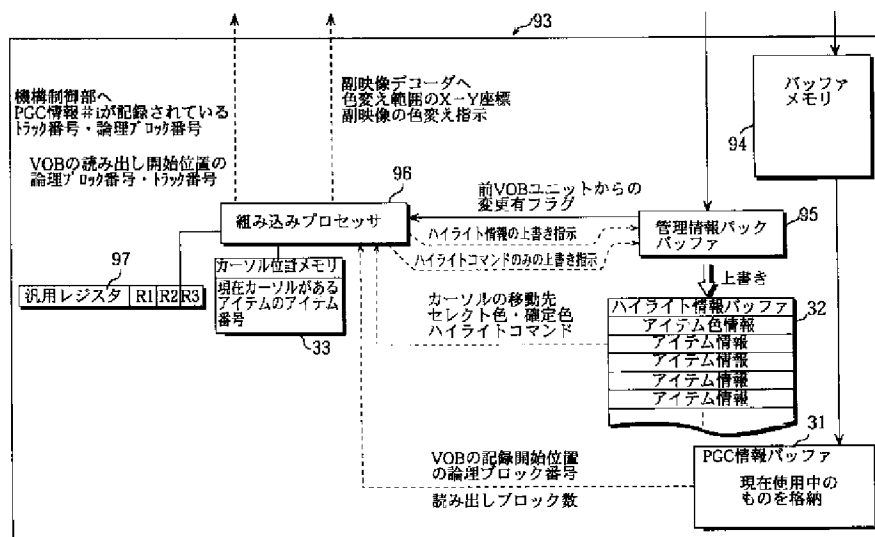 93
機構制御部へ
PGC情報#iが記録されている
トラック番号・論理ブロック番号
VOBの読み出し開始位置の
論理ブロック番号・トラック番号
副映像デコーダへ
色変え範囲のX-Y座標
副映像の色変え指示
バッファ
メモリ
94
96
組み込みプロセッサ
前VOBユニットからの
変更有フラグ
ハイライト情報の上書き指示
ハイライトコマンドのみの上書き指示
95
管理情報パック
バッファ
上書き
97
汎用レジスタ R1 R2 R3
カーソル位置メモリ
現在カーソルがある
アイテムのアイテム
番号
33
カーソルの移動先
セレクト色・確定色
ハイライトコマンド
ハイライト情報バッファ
32
アイテム色情報
アイテム情報
アイテム情報
アイテム情報
アイテム情報
31
VOBの記録開始位置
の論理ブロック番号
読み出しブロック数
PGC情報バッファ
現在使用中の
ものを格納